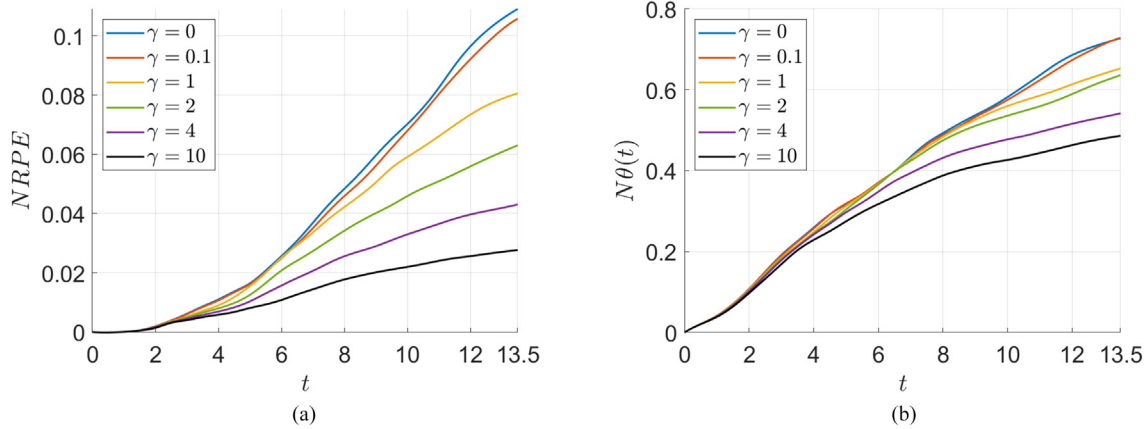 NRPE
0.1
0.08
0.06
0.04
0.02
0
γ = 0
γ = 0.1
γ = 1
γ = 2
γ = 4
γ = 10
0 2 4 6 8 10 12 13.5
t
(a)
Nθ(t)
0.8
0.6
0.4
0.2
0
γ = 0
γ = 0.1
γ = 1
γ = 2
γ = 4
γ = 10
0 2 4 6 8 10 12 13.5
t
(b)